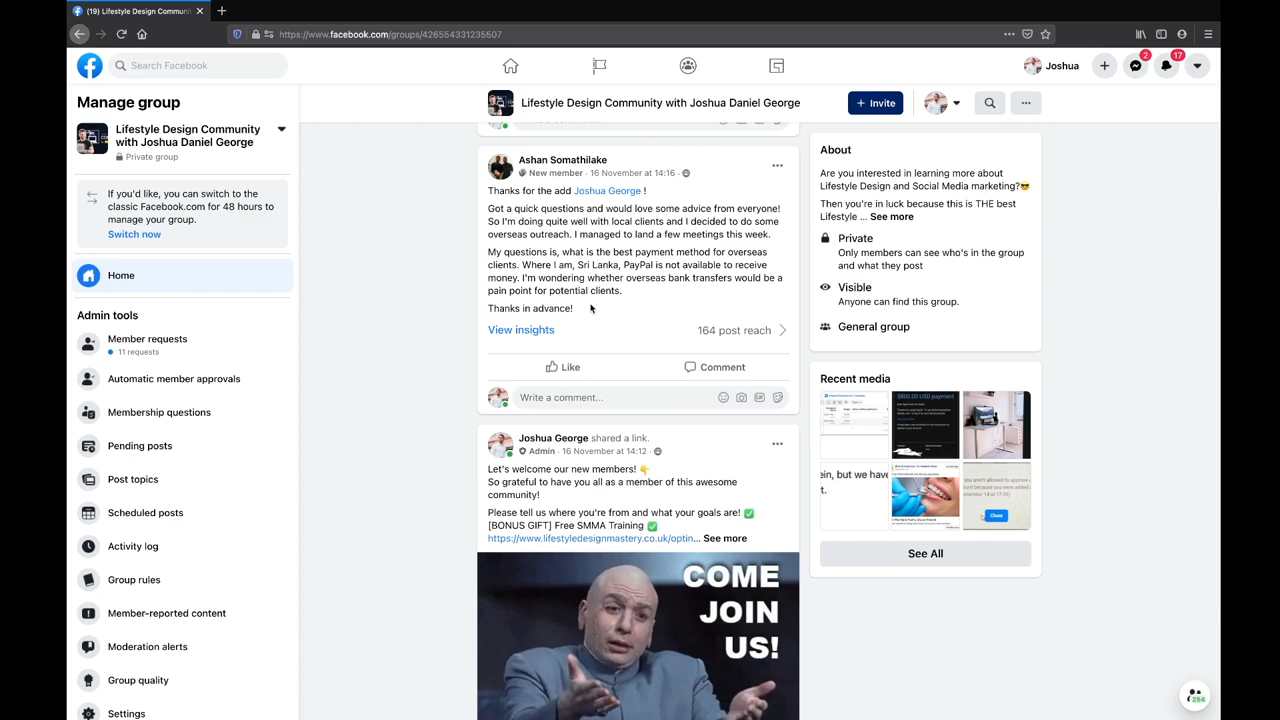 (19) Lifestyle Design Communit
https://www.facebook.com/groups/426554331235507
Search Facebook
Joshua
2
17
Manage group
Lifestyle Design Community
with Joshua Daniel George
Private group
If you'd like, you can switch to the
classic Facebook.com for 48 hours to
manage your group.
Switch now
Home
Admin tools
Member requests
11 requests
Automatic member approvals
Membership questions
Pending posts
Post topics
Scheduled posts
Activity log
Group rules
Member-reported content
Moderation alerts
Group quality
Settings
Lifestyle Design Community with Joshua Daniel George
+ Invite
Ashan Somathilake
New member · 16 November at 14:16 ·
Thanks for the add Joshua George !
Got a quick questions and would love some advice from everyone!
So I'm doing quite well with local clients and I decided to do some
overseas outreach. I managed to land a few meetings this week.
My questions is, what is the best payment method for overseas
clients. Where I am, Sri Lanka, PayPal is not available to receive
money. I'm wondering whether overseas bank transfers would be a
pain point for potential clients.
Thanks in advance!
View insights
164 post reach
Like
Comment
Write a comment...
Joshua George shared a link.
Admin · 16 November at 14:12 ·
Let's welcome our new members! 👇
So grateful to have you all as a member of this awesome
community!
Please tell us where you're from and what your goals are! ✅
[BONUS GIFT] Free SMMA Training ✅
https://www.lifestyledesignmastery.co.uk/optin... See more
COME
JOIN
US!
About
Are you interested in learning more about
Lifestyle Design and Social Media marketing?😎
Then you're in luck because this is THE best
Lifestyle ... See more
Private
Only members can see who's in the group
and what they post
Visible
Anyone can find this group.
General group
Recent media
$800.00 USD payment
ein, but we have
t.
you aren't allowed to approve
Close
See All
264